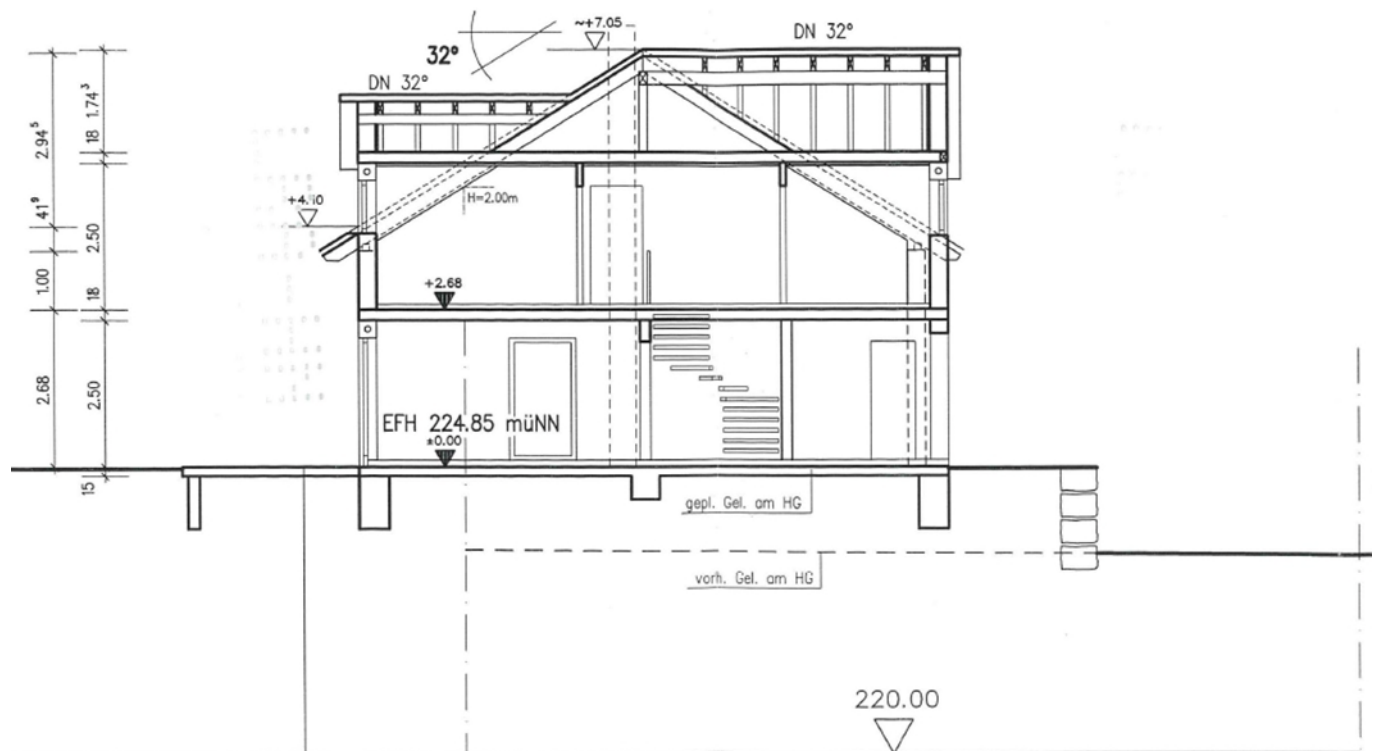 ~+7.05
DN 32°
32°
DN 32°
1.74³
2.94⁵
18
+4.10
H=2.00m
41⁹
2.50
1.00
+2.68
18
2.68
2.50
EFH 224.85 müNN
±0.00
15
gepl. Gel. am HG
vorh. Gel. am HG
220.00